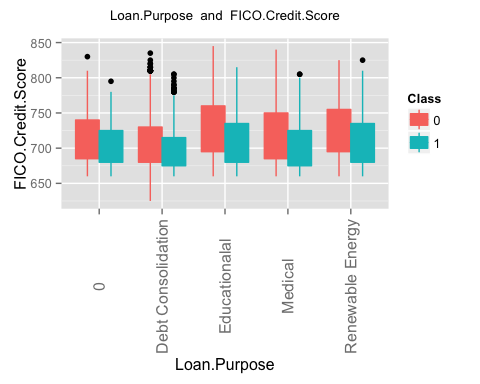 Loan.Purpose and FICO.Credit.Score
FICO.Credit.Score
850
800
750
700
650
0
Debt Consolidation
Educationalal
Medical
Renewable Energy
Loan.Purpose
Class
0
1